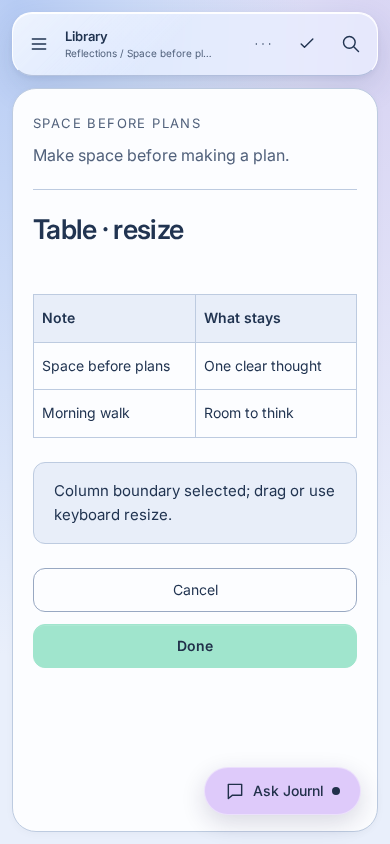 Library
Reflections / Space before pl...
...
SPACE BEFORE PLANS
Make space before making a plan.
Table · resize
Note What stays
Space before plans One clear thought
Morning walk Room to think
Column boundary selected; drag or use
keyboard resize.
Cancel
Done
Ask Journl